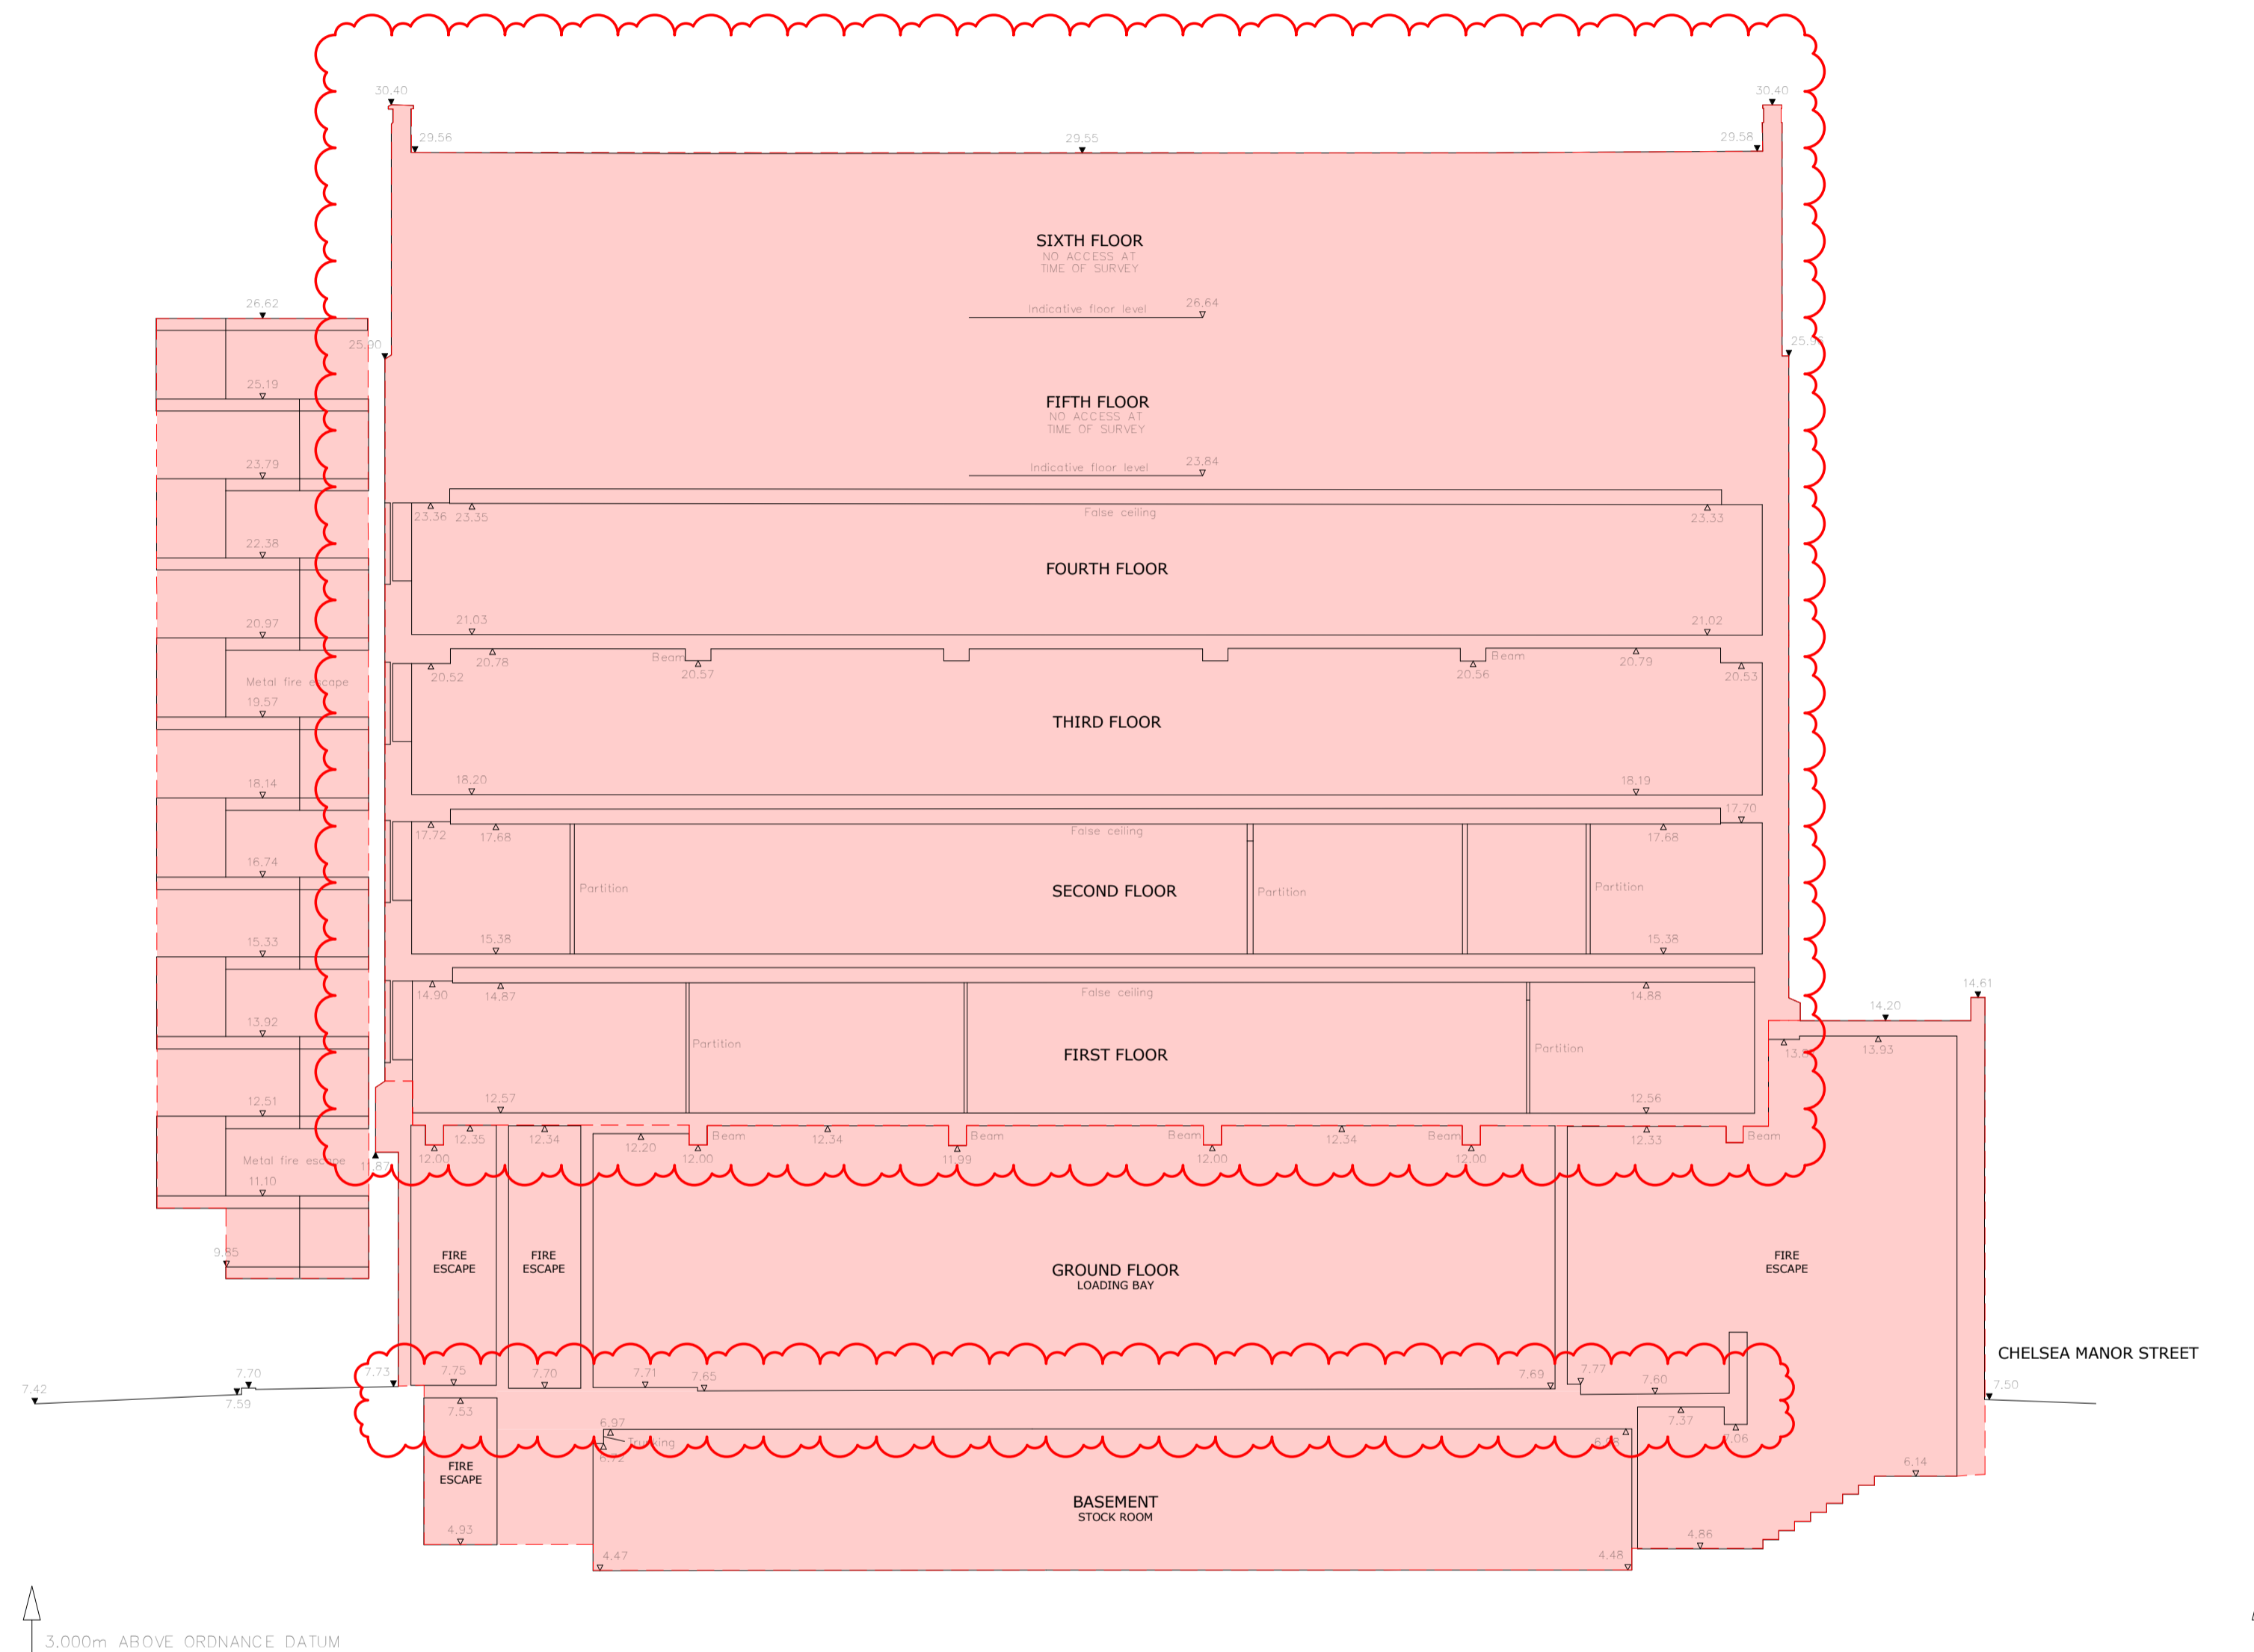 30.40
30.40
29.56
29.55
29.58
SIXTH FLOOR
NO ACCESS AT
TIME OF SURVEY
26.62
Indicative floor level
26.64
25.90
25.19
FIFTH FLOOR
NO ACCESS AT
TIME OF SURVEY
23.79
Indicative floor level
23.84
23.36
23.35
False ceiling
23.33
22.38
FOURTH FLOOR
20.97
21.03
21.02
20.52
20.78
Beam
20.57
20.56
Beam
20.79
20.53
Metal fire escape
19.57
THIRD FLOOR
18.14
18.20
18.19
17.72
17.68
False ceiling
17.70
17.68
16.74
Partition
SECOND FLOOR
Partition
Partition
15.33
15.38
15.38
14.90
14.87
False ceiling
14.88
14.61
14.20
13.92
Partition
FIRST FLOOR
Partition
13.93
12.51
12.57
12.56
12.35
12.34
12.20
Beam
12.34
Beam
Beam
12.34
Beam
12.33
Beam
Metal fire escape
12.00
12.00
11.99
12.00
12.00
11.10
9.85
FIRE
ESCAPE
FIRE
ESCAPE
GROUND FLOOR
LOADING BAY
FIRE
ESCAPE
CHELSEA MANOR STREET
7.42
7.59
7.70
7.73
7.75
7.70
7.71
7.65
7.69
7.77
7.60
7.50
7.53
6.97
Trunking
6.72
7.37
7.06
FIRE
ESCAPE
BASEMENT
STOCK ROOM
6.14
4.93
4.47
4.48
4.86
3.000m ABOVE ORDNANCE DATUM